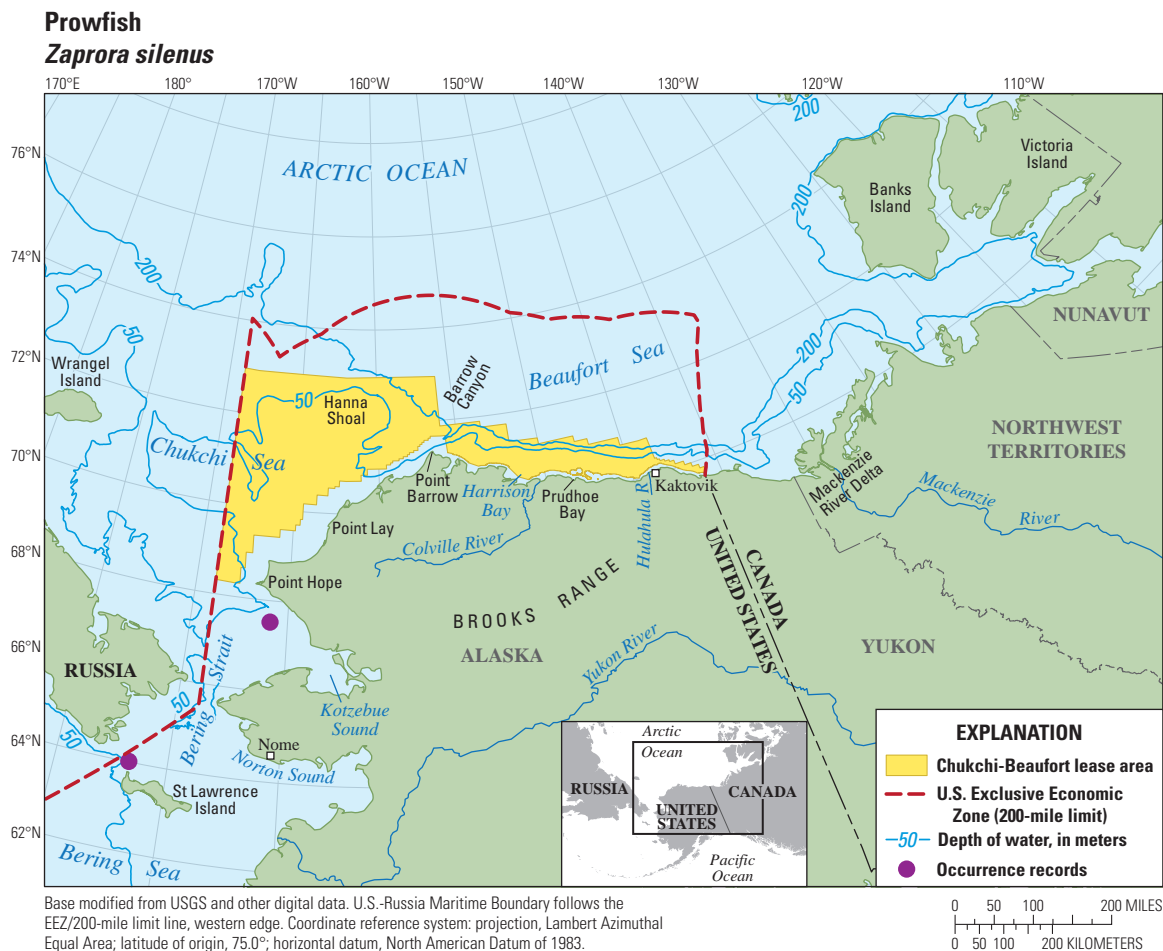 Prowfish
Zaprora silenus
170°E 180° 170°W 160°W 150°W 140°W 130°W 120°W 110°W
76°N
74°N
72°N
70°N
68°N
66°N
64°N
62°N
200
ARCTIC OCEAN
Victoria
Island
Banks
Island
200
200
50
NUNAVUT
Wrangel
Island
Beaufort Sea
Barrow
Canyon
200
50
50
Hanna
Shoal
NORTHWEST
TERRITORIES
Chukchi Sea
Point
Barrow
Harrison
Bay
Prudhoe
Bay
Hulahula R
Kaktovik
Mackenzie
River Delta
Mackenzie
River
Point Lay
Colville River
Point Hope
BROOKS RANGE
CANADA
UNITED STATES
ALASKA
YUKON
RUSSIA
Bering Strait
Yukon River
Kotzebue
Sound
50
50
Nome
Norton Sound
St Lawrence
Island
Bering Sea
Arctic
Ocean
RUSSIA
UNITED
STATES
CANADA
Pacific
Ocean
EXPLANATION
Chukchi-Beaufort lease area
U.S. Exclusive Economic
Zone (200-mile limit)
50 Depth of water, in meters
Occurrence records
Base modified from USGS and other digital data. U.S.-Russia Maritime Boundary follows the
EEZ/200-mile limit line, western edge. Coordinate reference system: projection, Lambert Azimuthal
Equal Area; latitude of origin, 75.0°; horizontal datum, North American Datum of 1983.
0 50 100 200 MILES
0 50 100 200 KILOMETERS